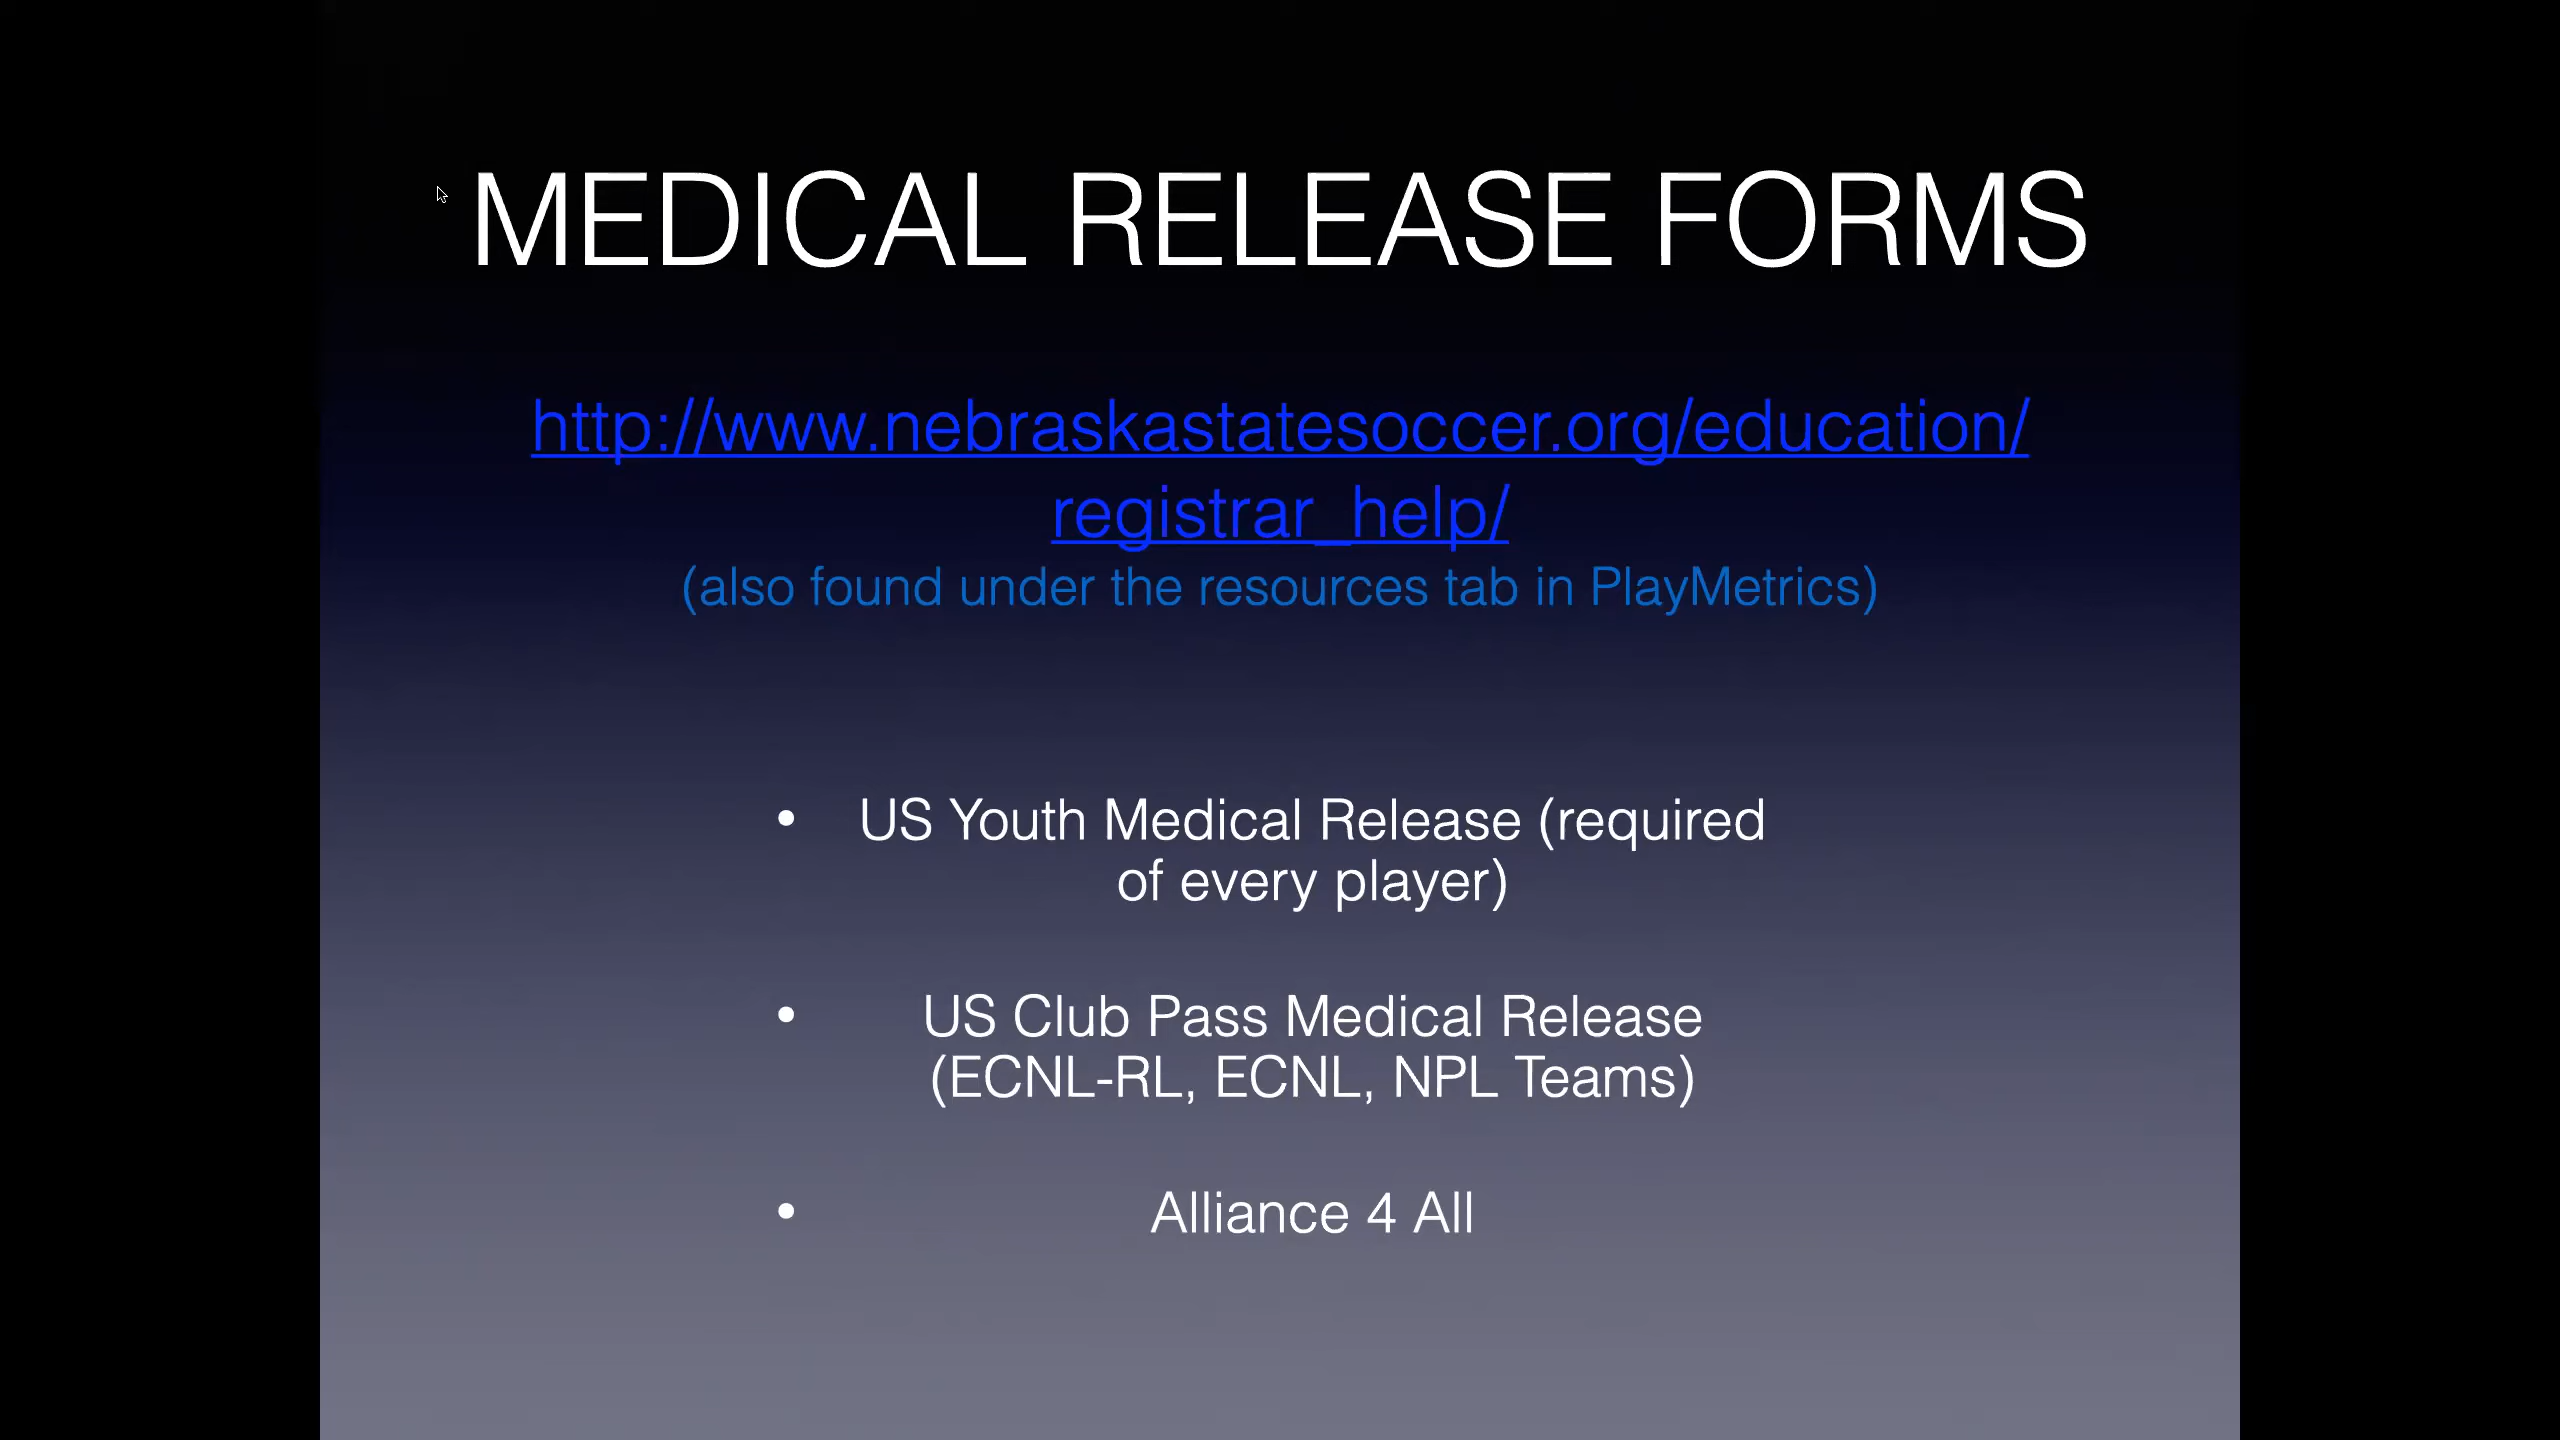 MEDICAL RELEASE FORMS
http://www.nebraskastatesoccer.org/education/
registrar_help/
(also found under the resources tab in PlayMetrics)
• US Youth Medical Release (required
of every player)
• US Club Pass Medical Release
(ECNL-RL, ECNL, NPL Teams)
• Alliance 4 All